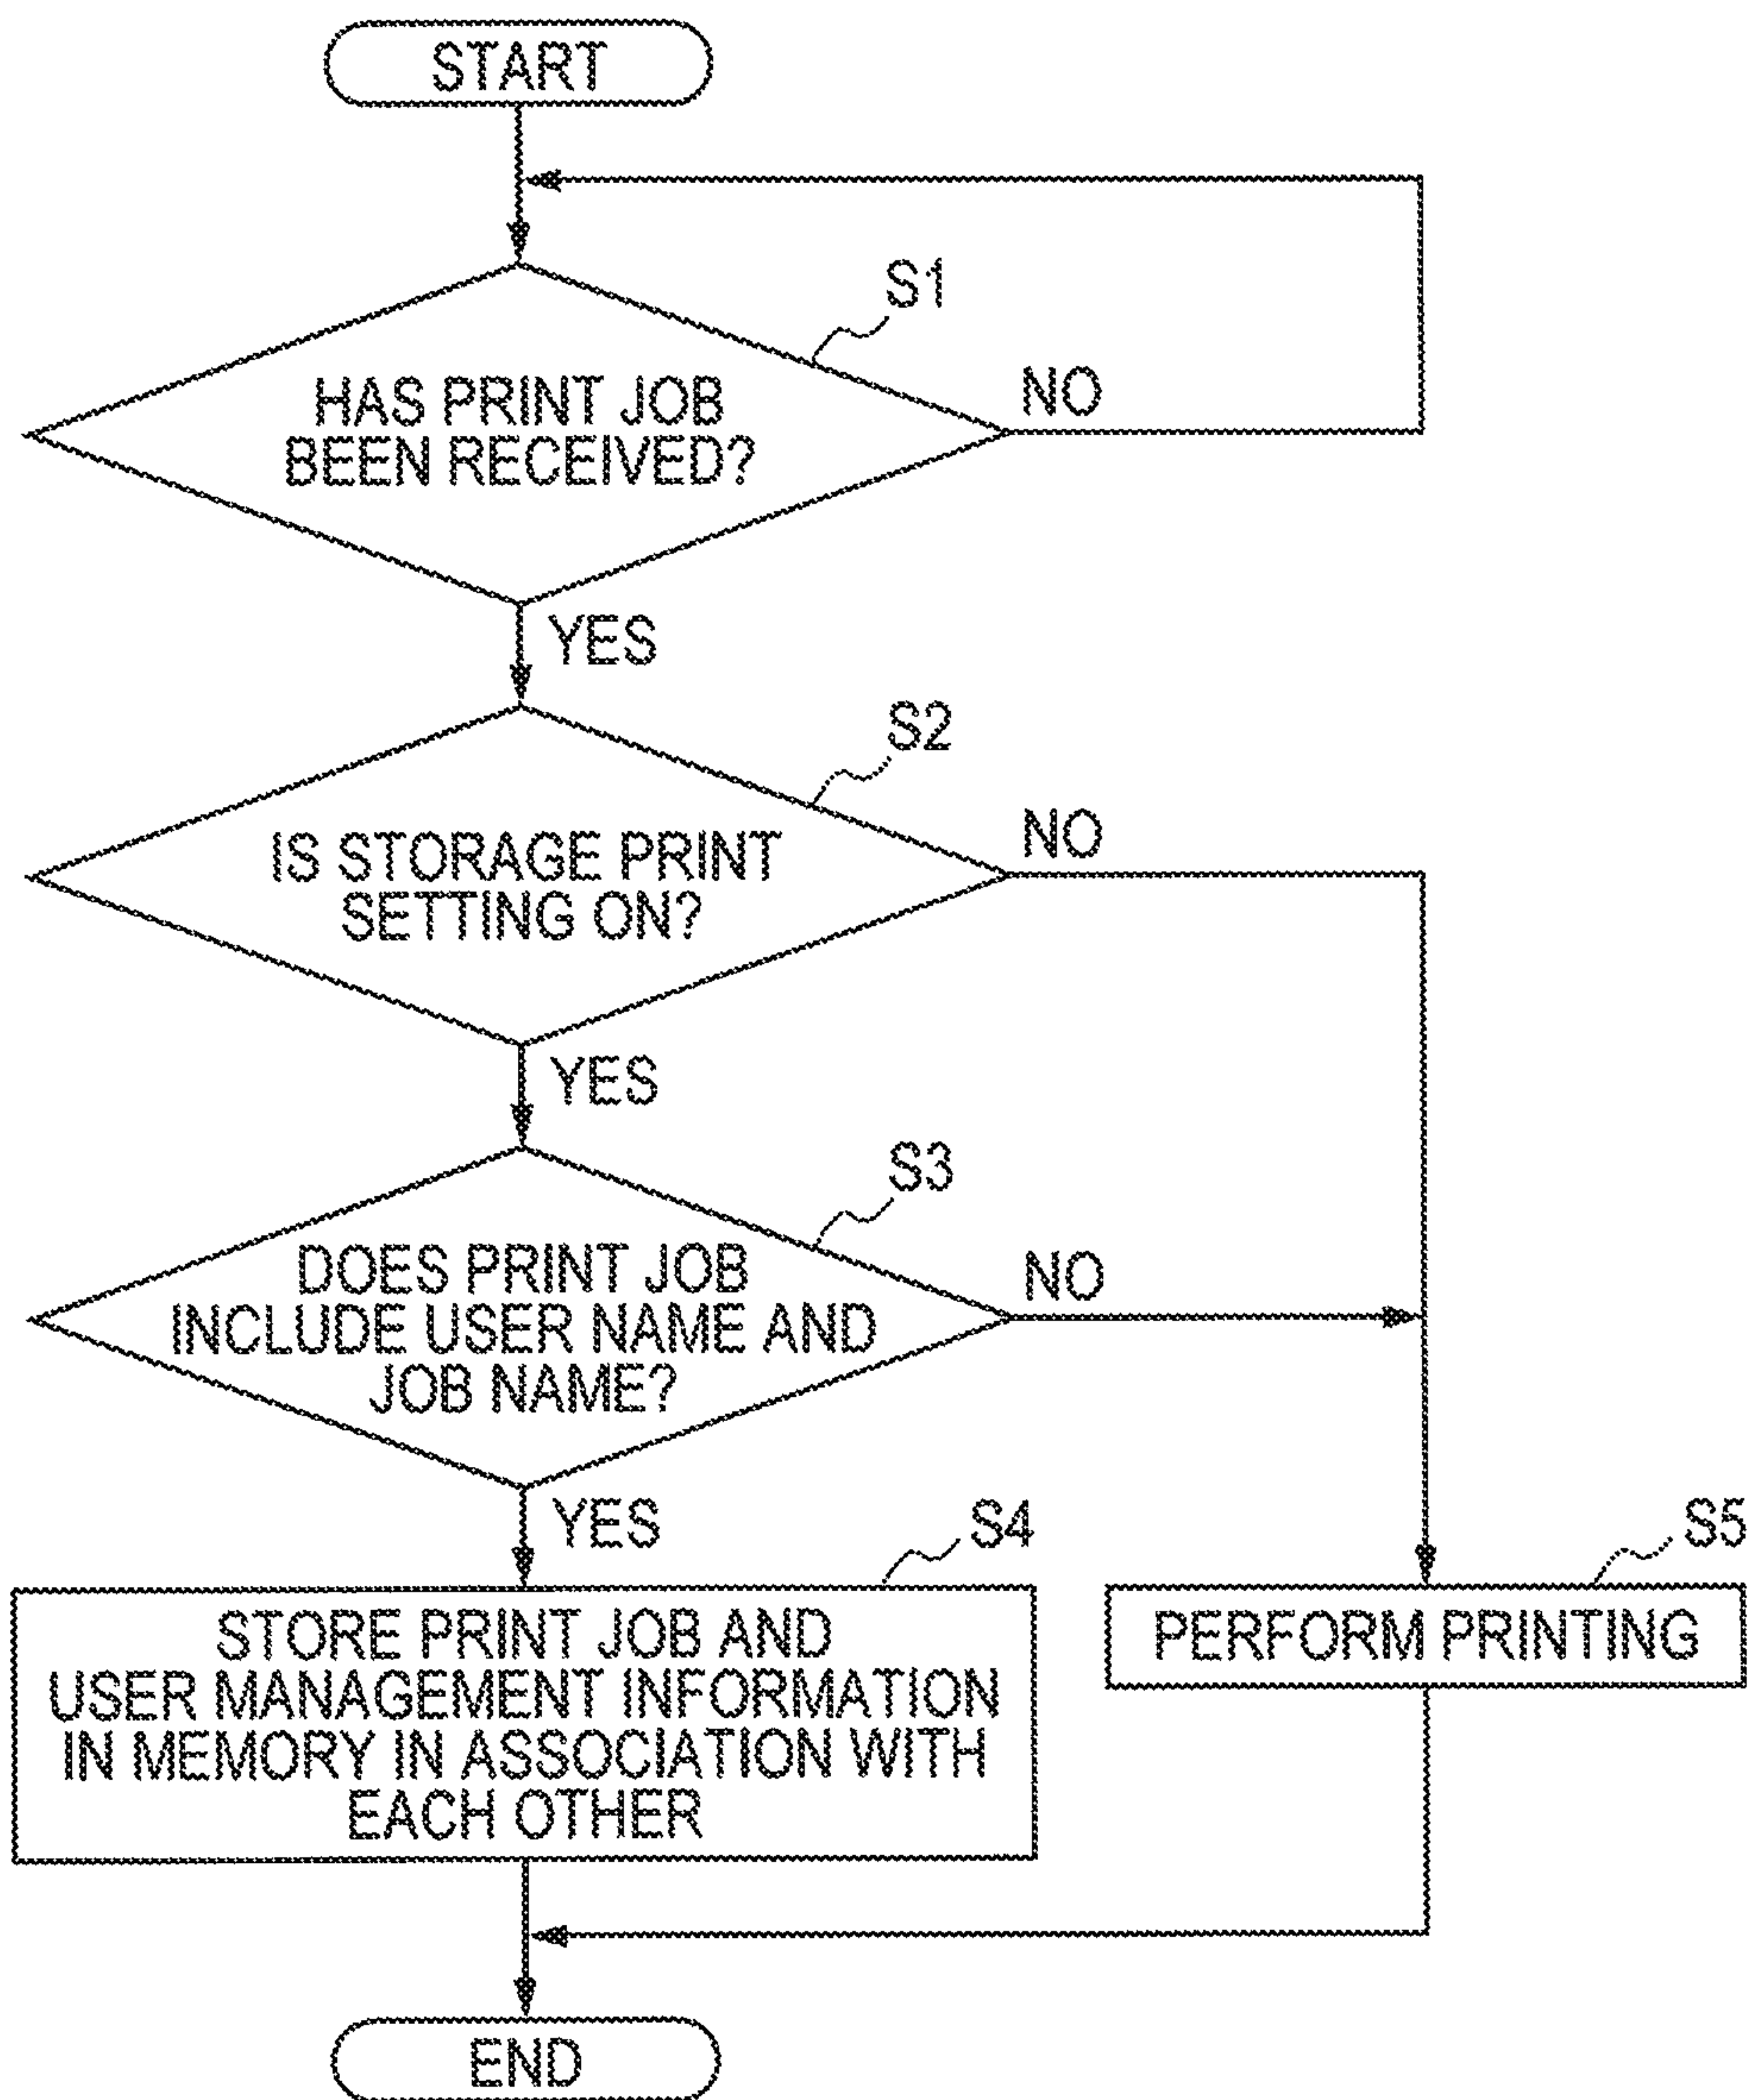 START
S1
HAS PRINT JOB
BEEN RECEIVED?
NO
YES
S2
IS STORAGE PRINT
SETTING ON?
NO
YES
S3
DOES PRINT JOB
INCLUDE USER NAME AND
JOB NAME?
NO
YES
S4
STORE PRINT JOB AND
USER MANAGEMENT INFORMATION
IN MEMORY IN ASSOCIATION WITH
EACH OTHER
S5
PERFORM PRINTING
END